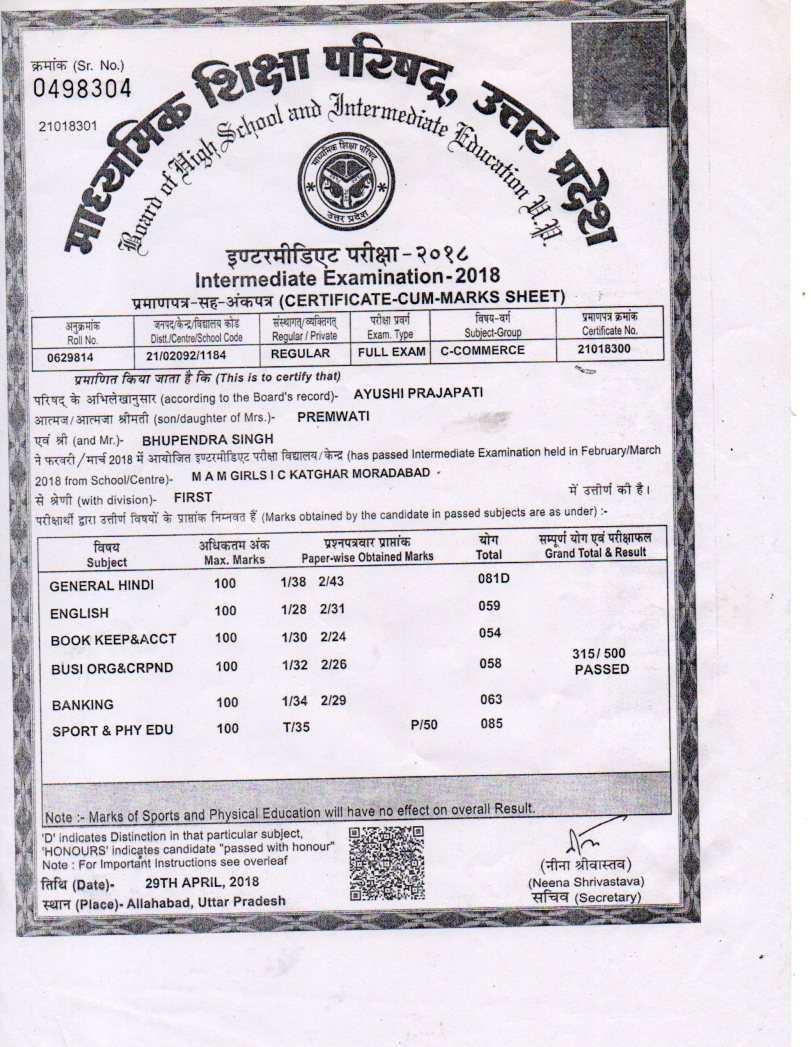 क्रमांक (Sr. No.)
0498304
21018301
माध्यमिक शिक्षा परिषद्, उत्तर प्रदेश
Board of High School and Intermediate Education U.P.
माध्यमिक शिक्षा परिषद्
उत्तर प्रदेश
इण्टरमीडिएट परीक्षा-२०१८
Intermediate Examination-2018
प्रमाणपत्र-सह-अंकपत्र (CERTIFICATE-CUM-MARKS SHEET)
अनुक्रमांक जनपद/केन्द्र/विद्यालय कोड संस्थागत्/व्यक्तिगत् परीक्षा प्रवर्ग विषय-वर्ग प्रमाणपत्र क्रमांक
Roll No. Distt./Centre/School Code Regular / Private Exam. Type Subject-Group Certificate No.
0629814 21/02092/1184 REGULAR FULL EXAM C-COMMERCE 21018300
प्रमाणित किया जाता है कि (This is to certify that)
परिषद् के अभिलेखानुसार (according to the Board's record)- AYUSHI PRAJAPATI
आत्मज/आत्मजा श्रीमती (son/daughter of Mrs.)- PREMWATI
एवं श्री (and Mr.)- BHUPENDRA SINGH
ने फरवरी/मार्च 2018 में आयोजित इण्टरमीडिएट परीक्षा विद्यालय/केन्द्र (has passed Intermediate Examination held in February/March
2018 from School/Centre)- M A M GIRLS I C KATGHAR MORADABAD
से श्रेणी (with division)- FIRST में उत्तीर्ण की है।
परीक्षार्थी द्वारा उत्तीर्ण विषयों के प्राप्तांक निम्नवत हैं (Marks obtained by the candidate in passed subjects are as under) :-
विषय अधिकतम अंक प्रश्नपत्रवार प्राप्तांक योग सम्पूर्ण योग एवं परीक्षाफल
Subject Max. Marks Paper-wise Obtained Marks Total Grand Total & Result
GENERAL HINDI 100 1/38 2/43 081D
ENGLISH 100 1/28 2/31 059
BOOK KEEP&ACCT 100 1/30 2/24 054
315/500
BUSI ORG&CRPND 100 1/32 2/26 058 PASSED
BANKING 100 1/34 2/29 063
SPORT & PHY EDU 100 T/35 P/50 085
Note :- Marks of Sports and Physical Education will have no effect on overall Result.
'D' indicates Distinction in that particular subject,
'HONOURS' indicates candidate "passed with honour"
Note : For Important Instructions see overleaf
तिथि (Date)- 29TH APRIL, 2018
स्थान (Place)- Allahabad, Uttar Pradesh
(नीना श्रीवास्तव)
(Neena Shrivastava)
सचिव (Secretary)